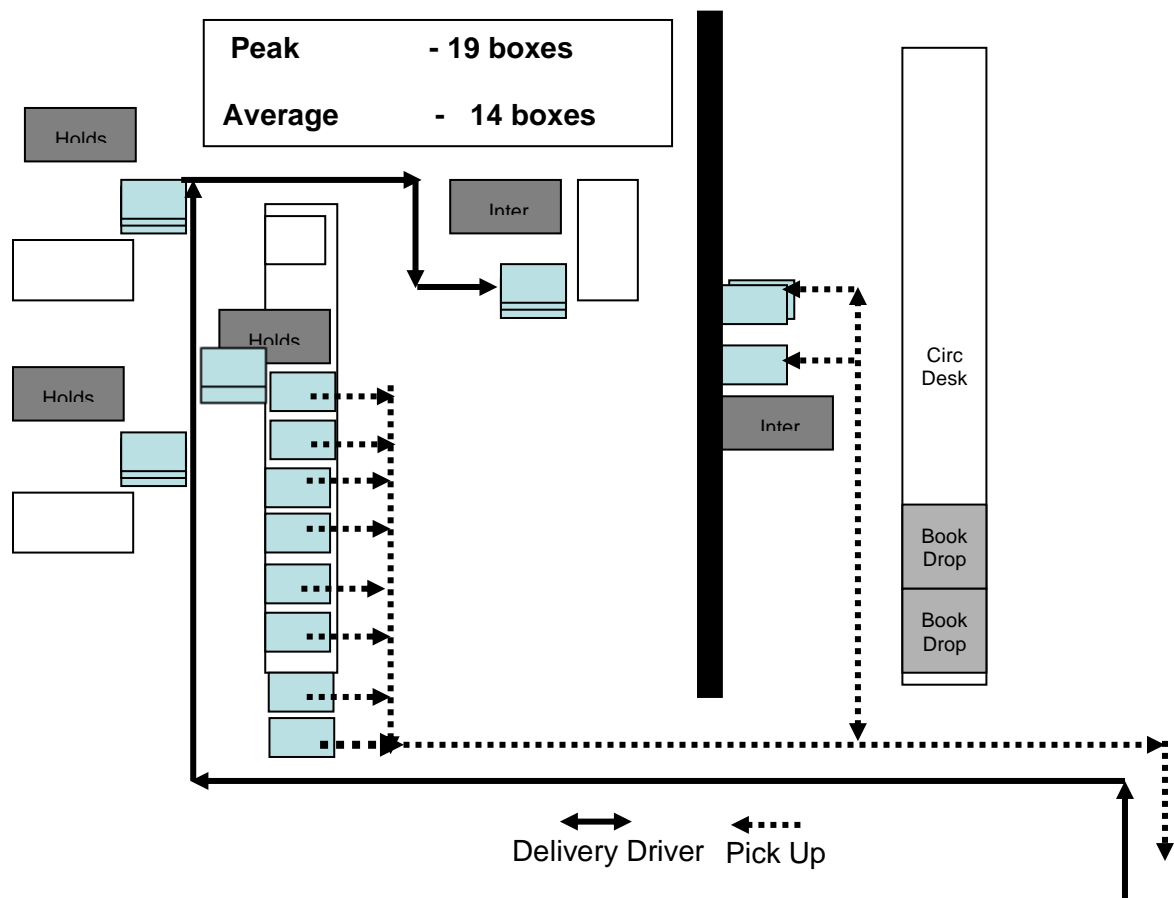 Peak - 19 boxes
Average - 14 boxes
Holds
Inter
Holds
Holds
Inter
Circ
Desk
Book
Drop
Book
Drop
Delivery Driver
Pick Up